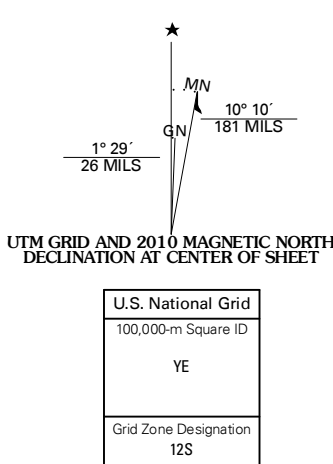 MN
GN
10° 10´
181 MILS
1° 29´
26 MILS
UTM GRID AND 2010 MAGNETIC NORTH
DECLINATION AT CENTER OF SHEET
U.S. National Grid
100,000-m Square ID
YE
Grid Zone Designation
12S